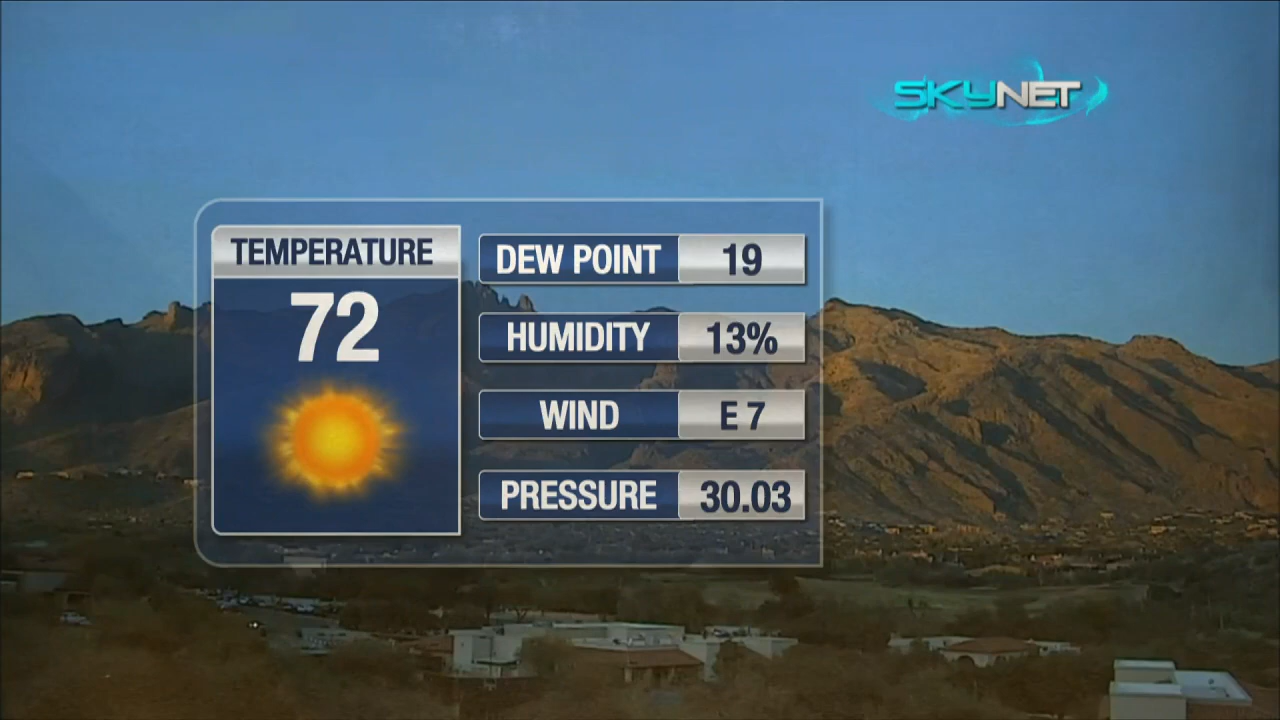 SKYNET
TEMPERATURE
72
DEW POINT 19
HUMIDITY 13%
WIND E 7
PRESSURE 30.03